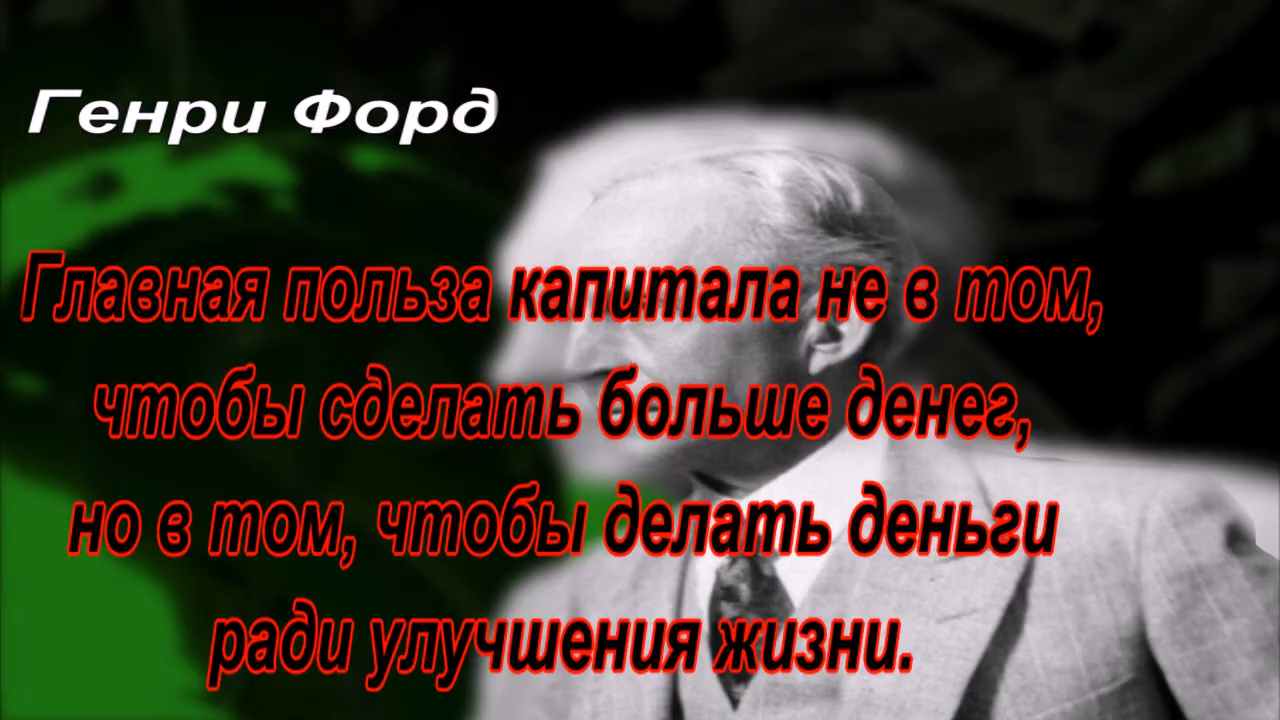 Генри Форд
Главная польза капитала не в том,
чтобы сделать больше денег,
но в том, чтобы делать деньги
ради улучшения жизни.